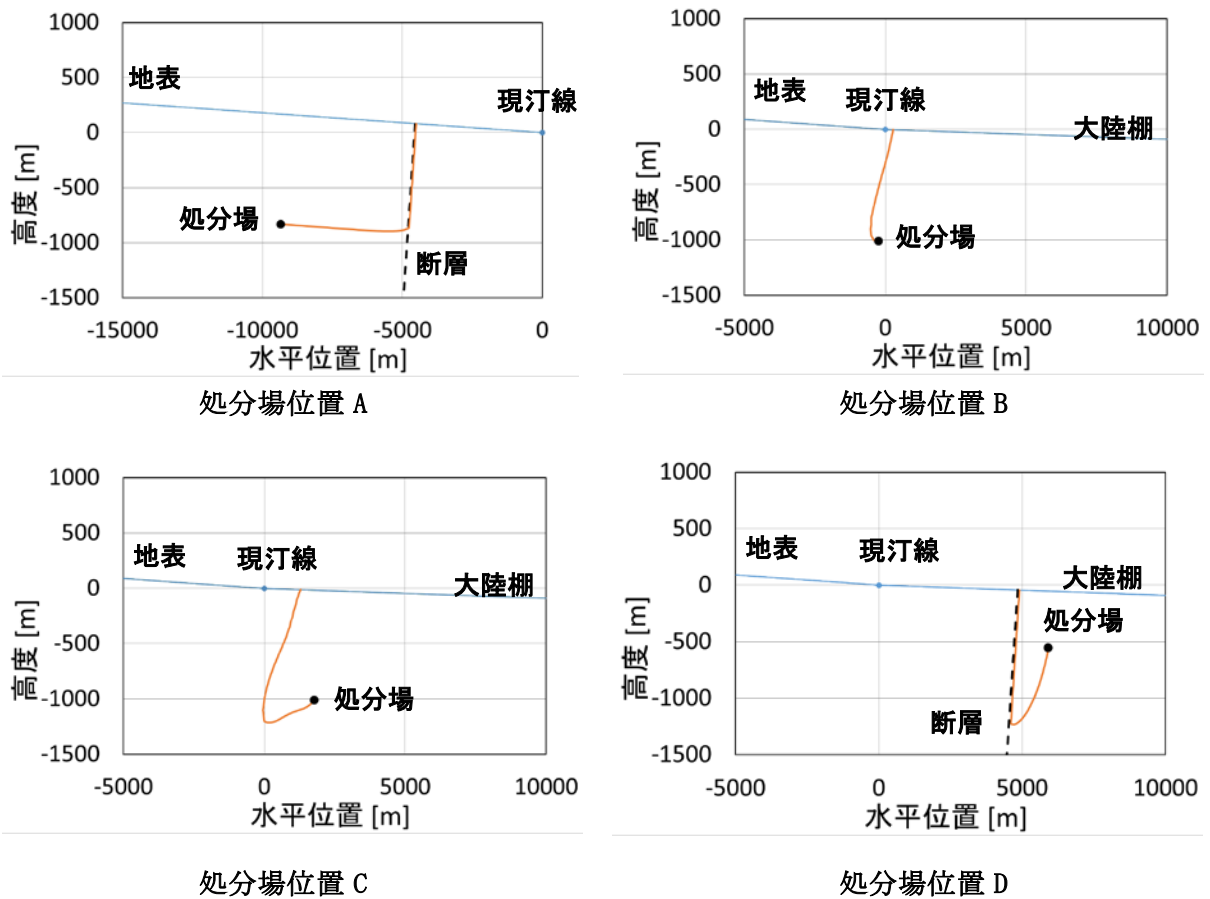 1000
500
0
-500
-1000
-1500
高度 [m]
地表
現汀線
処分場
断層
-15000 -10000 -5000 0
水平位置 [m]
処分場位置 A
1000
500
0
-500
-1000
-1500
高度 [m]
地表
現汀線
大陸棚
処分場
-5000 0 5000 10000
水平位置 [m]
処分場位置 B
1000
500
0
-500
-1000
-1500
高度 [m]
地表
現汀線
大陸棚
処分場
-5000 0 5000 10000
水平位置 [m]
処分場位置 C
1000
500
0
-500
-1000
-1500
高度 [m]
地表
現汀線
大陸棚
処分場
断層
-5000 0 5000 10000
水平位置 [m]
処分場位置 D